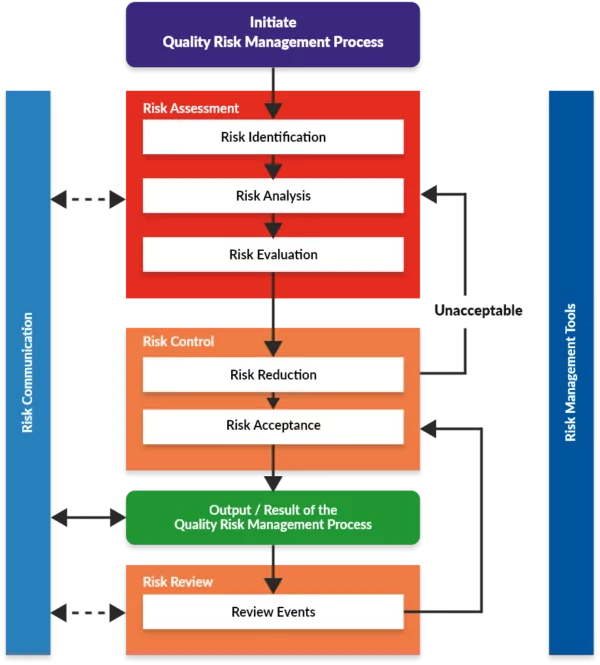 Initiate
Quality Risk Management Process
Risk Assessment
Risk Identification
Risk Analysis
Risk Evaluation
Unacceptable
Risk Control
Risk Reduction
Risk Acceptance
Output / Result of the
Quality Risk Management Process
Risk Review
Review Events
Risk Communication
Risk Management Tools